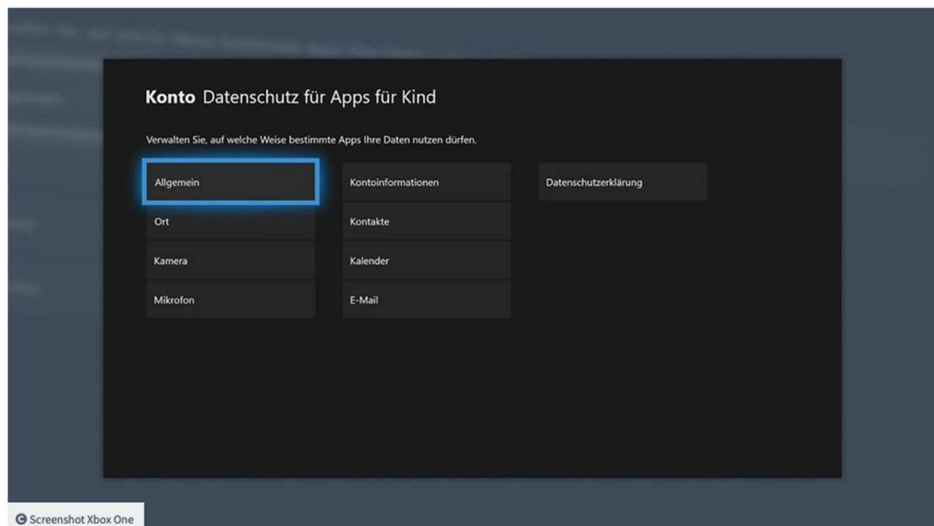 Konto Datenschutz für Apps für Kind
Verwalten Sie, auf welche Weise bestimmte Apps Ihre Daten nutzen dürfen.
Allgemein
Ort
Kamera
Mikrofon
Kontoinformationen
Kontakte
Kalender
E-Mail
Datenschutzerklärung
Screenshot Xbox One